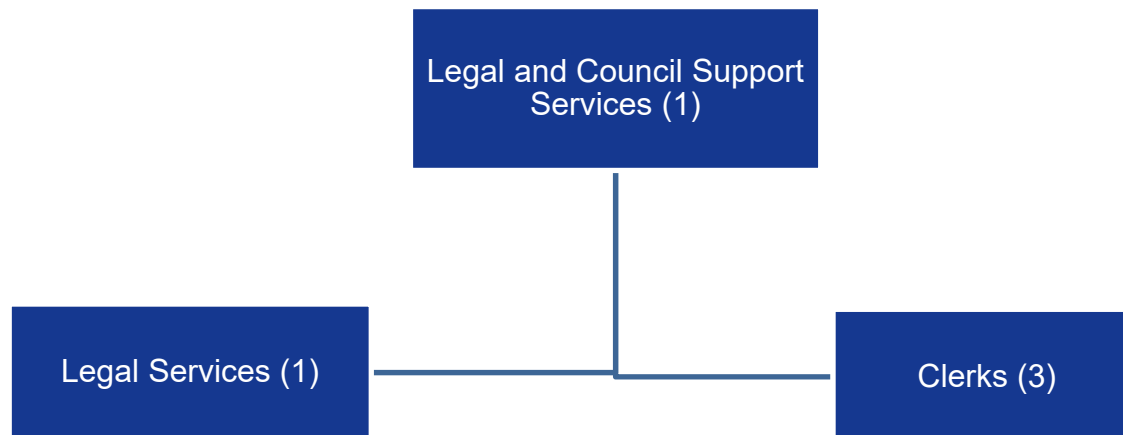 Legal and Council Support
Services (1)
Legal Services (1)
Clerks (3)